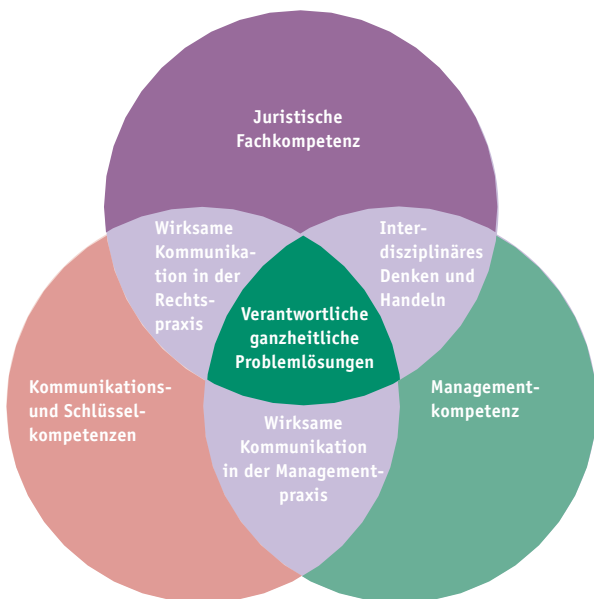 Juristische
Fachkompetenz
Wirksame
Kommunika-
tion in der
Rechts-
praxis
Inter-
disziplinäres
Denken und
Handeln
Verantwortliche
ganzheitliche
Problemlösungen
Kommunikations-
und Schlüssel-
kompetenzen
Management-
kompetenz
Wirksame
Kommunikation
in der Management-
praxis